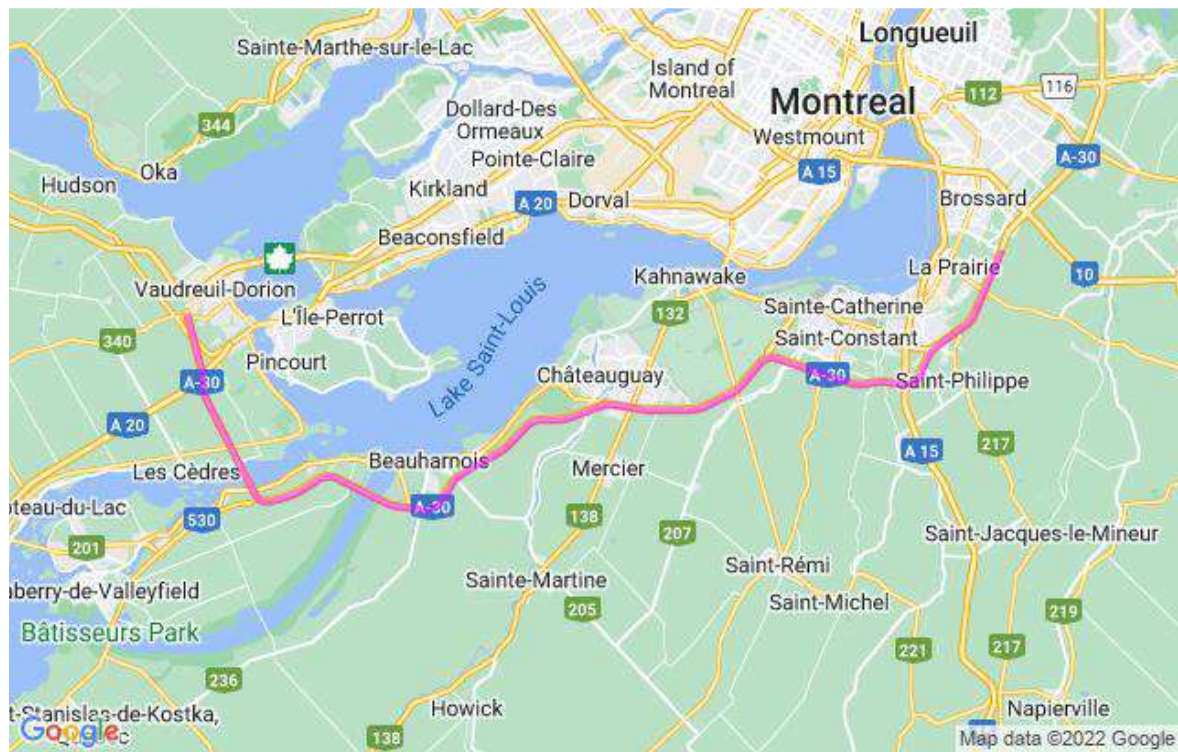 Longueuil
Sainte-Marthe-sur-le-Lac
Island of
Montreal
116
112
Montreal
Dollard-Des
Ormeaux
344
Westmount
Pointe-Claire
A-30
Oka
A 15
Hudson
Kirkland
A 20
Dorval
Brossard
Beaconsfield
La Prairie
10
Kahnawake
Vaudreuil-Dorion
Sainte-Catherine
L'Île-Perrot
132
340
Saint-Constant
Lake Saint-Louis
Pincourt
Châteauguay
A-30
A-30
Saint-Philippe
A 20
217
A 15
Beauharnois
Les Cèdres
Mercier
A-30
530
138
207
201
Saint-Jacques-le-Mineur
Saint-Rémi
Sainte-Martine
aberry-de-Valleyfield
Saint-Michel
205
219
Bâtisseurs Park
221
217
236
Howick
Napierville
t-Stanislas-de-Kostka,
Google
138
Map data ©2022 Google
oteau-du-Lac